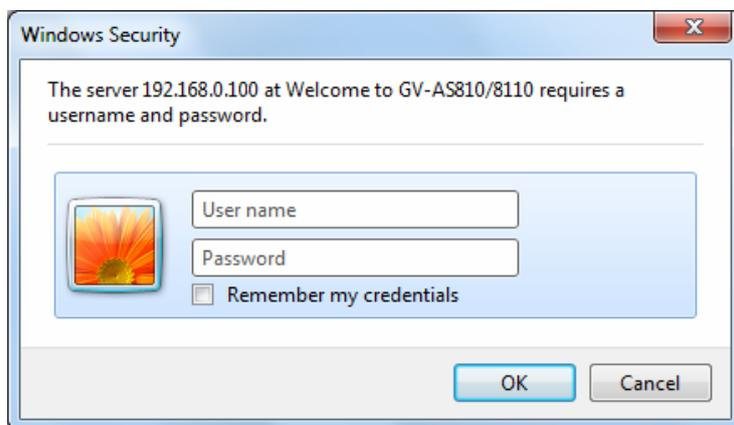 Windows Security
The server 192.168.0.100 at Welcome to GV-AS810/8110 requires a
username and password.
User name
Password
Remember my credentials
OK
Cancel